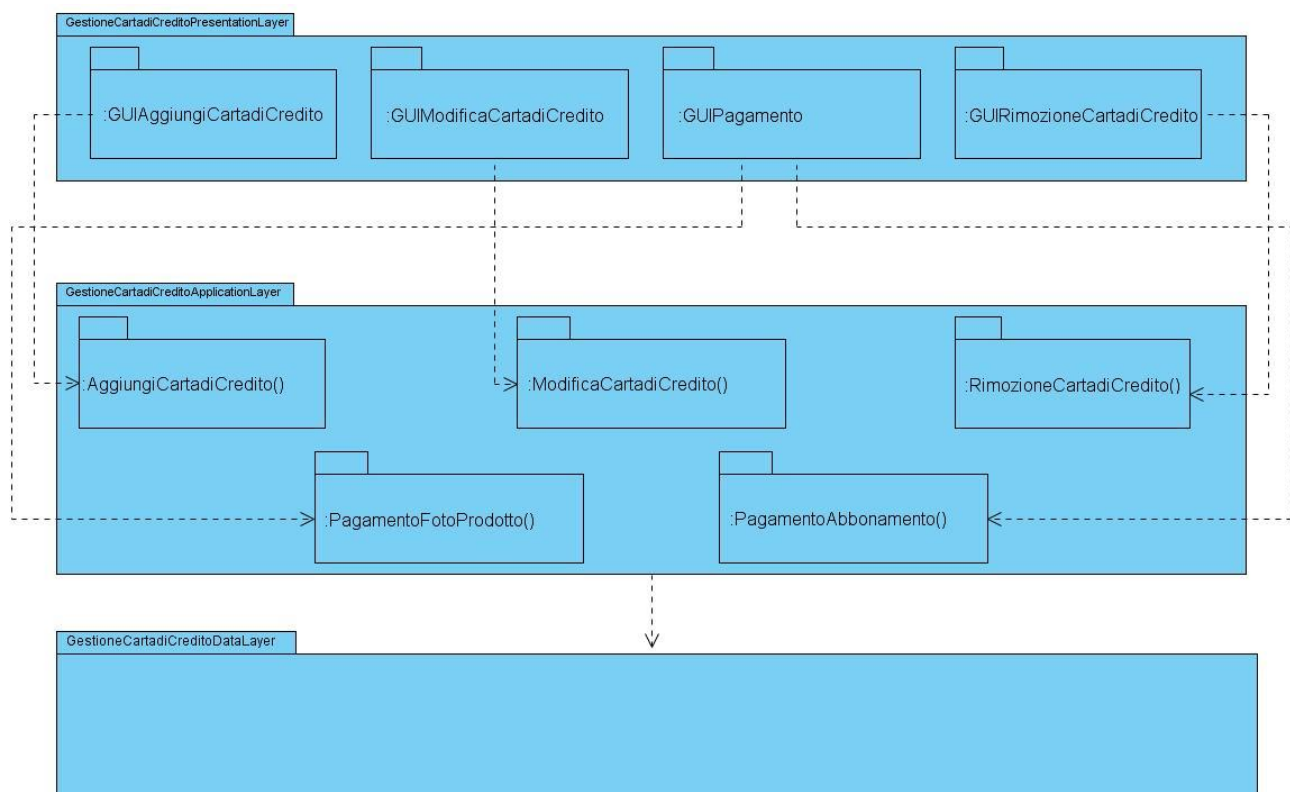 GestioneCartadiCreditoPresentationLayer
:GUIAggiungiCartadiCredito
:GUIModificaCartadiCredito
:GUIPagamento
:GUIRimozioneCartadiCredito
GestioneCartadiCreditoApplicationLayer
:AggiungiCartadiCredito()
:ModificaCartadiCredito()
:RimozioneCartadiCredito()
:PagamentoFotoProdotto()
:PagamentoAbbonamento()
GestioneCartadiCreditoDataLayer